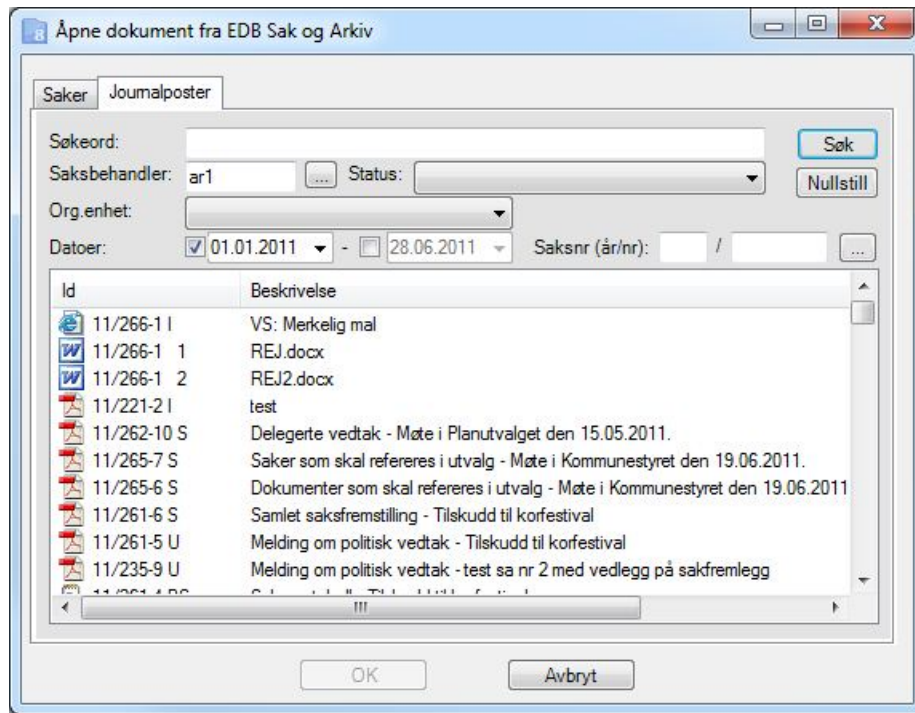 8 Åpne dokument fra EDB Sak og Arkiv
Saker Journalposter
Søkeord: Søk
Saksbehandler: ar1 ... Status: Nullstill
Org.enhet:
Datoer: 01.01.2011 - 28.06.2011 Saksnr (år/nr): / ...
Id Beskrivelse
11/266-1 I VS: Merkelig mal
11/266-1 1 REJ.docx
11/266-1 2 REJ2.docx
11/221-2 I test
11/262-10 S Delegerte vedtak - Møte i Planutvalget den 15.05.2011.
11/265-7 S Saker som skal refereres i utvalg - Møte i Kommunestyret den 19.06.2011.
11/265-6 S Dokumenter som skal refereres i utvalg - Møte i Kommunestyret den 19.06.2011
11/261-6 S Samlet saksfremstilling - Tilskudd til korfestival
11/261-5 U Melding om politisk vedtak - Tilskudd til korfestival
11/235-9 U Melding om politisk vedtak - test sa nr 2 med vedlegg på sakfremlegg
OK Avbryt